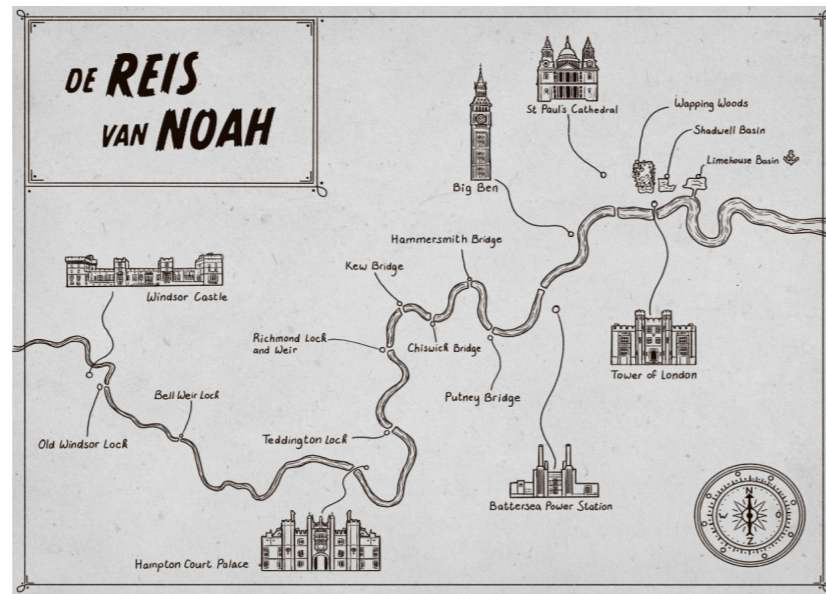 DE REIS
VAN NOAH
St Paul's Cathedral
Big Ben
Wapping Woods
Shadwell Basin
Limehouse Basin
Hammersmith Bridge
Kew Bridge
Windsor Castle
Richmond Lock
and Weir
Chiswick Bridge
Tower of London
Putney Bridge
Bell Weir Lock
Old Windsor Lock
Teddington Lock
Battersea Power Station
Hampton Court Palace
N
Z